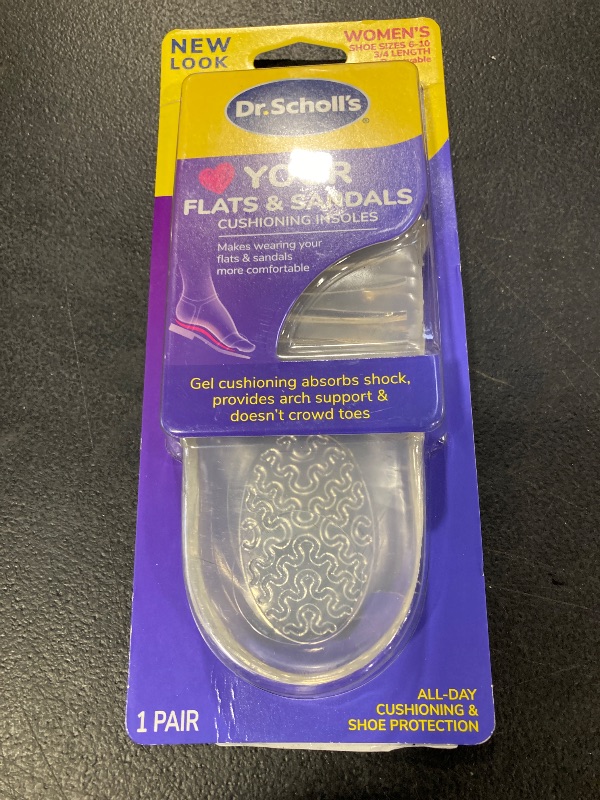 NEW
LOOK
WOMEN'S
SHOE SIZES 6-10
3/4 LENGTH
Dr. Scholl's
®
YOUR
FLATS & SANDALS
CUSHIONING INSOLES
Makes wearing your
flats & sandals
more comfortable
Gel cushioning absorbs shock,
provides arch support &
doesn't crowd toes
1 PAIR
ALL-DAY
CUSHIONING &
SHOE PROTECTION